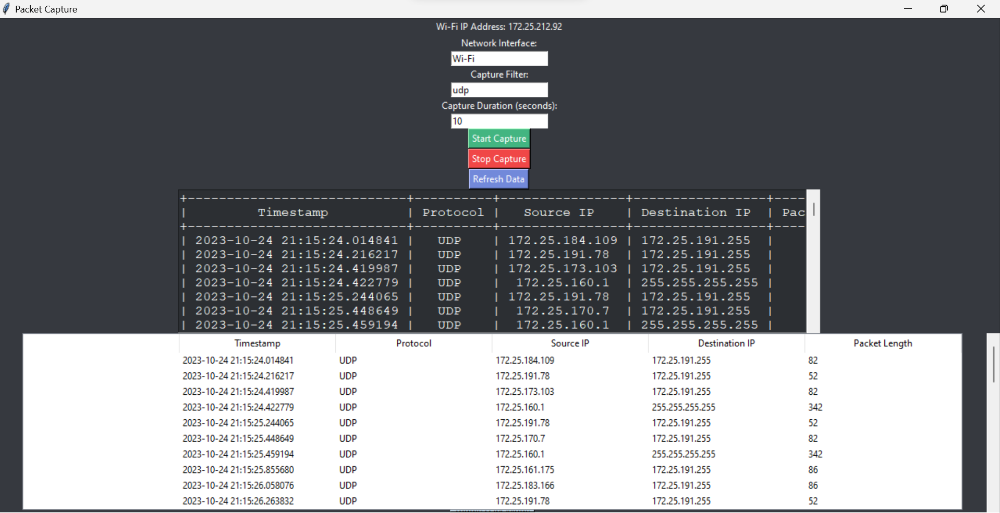 Packet Capture
Wi-Fi IP Address: 172.25.212.92
Network Interface:
Wi-Fi
Capture Filter:
udp
Capture Duration (seconds):
10
Start Capture
Stop Capture
Refresh Data
+----------------------------+----------+----------------+-----------------+----
| Timestamp | Protocol | Source IP | Destination IP | Pac
+----------------------------+----------+----------------+-----------------+----
| 2023-10-24 21:15:24.014841 | UDP | 172.25.184.109 | 172.25.191.255 |
| 2023-10-24 21:15:24.216217 | UDP | 172.25.191.78 | 172.25.191.255 |
| 2023-10-24 21:15:24.419987 | UDP | 172.25.173.103 | 172.25.191.255 |
| 2023-10-24 21:15:24.422779 | UDP | 172.25.160.1 | 255.255.255.255 |
| 2023-10-24 21:15:25.244065 | UDP | 172.25.191.78 | 172.25.191.255 |
| 2023-10-24 21:15:25.448649 | UDP | 172.25.170.7 | 172.25.191.255 |
| 2023-10-24 21:15:25.459194 | UDP | 172.25.160.1 | 255.255.255.255 |
Timestamp Protocol Source IP Destination IP Packet Length
2023-10-24 21:15:24.014841 UDP 172.25.184.109 172.25.191.255 82
2023-10-24 21:15:24.216217 UDP 172.25.191.78 172.25.191.255 52
2023-10-24 21:15:24.419987 UDP 172.25.173.103 172.25.191.255 82
2023-10-24 21:15:24.422779 UDP 172.25.160.1 255.255.255.255 342
2023-10-24 21:15:25.244065 UDP 172.25.191.78 172.25.191.255 52
2023-10-24 21:15:25.448649 UDP 172.25.170.7 172.25.191.255 82
2023-10-24 21:15:25.459194 UDP 172.25.160.1 255.255.255.255 342
2023-10-24 21:15:25.855680 UDP 172.25.161.175 172.25.191.255 86
2023-10-24 21:15:26.058076 UDP 172.25.183.166 172.25.191.255 86
2023-10-24 21:15:26.263832 UDP 172.25.191.78 172.25.191.255 52